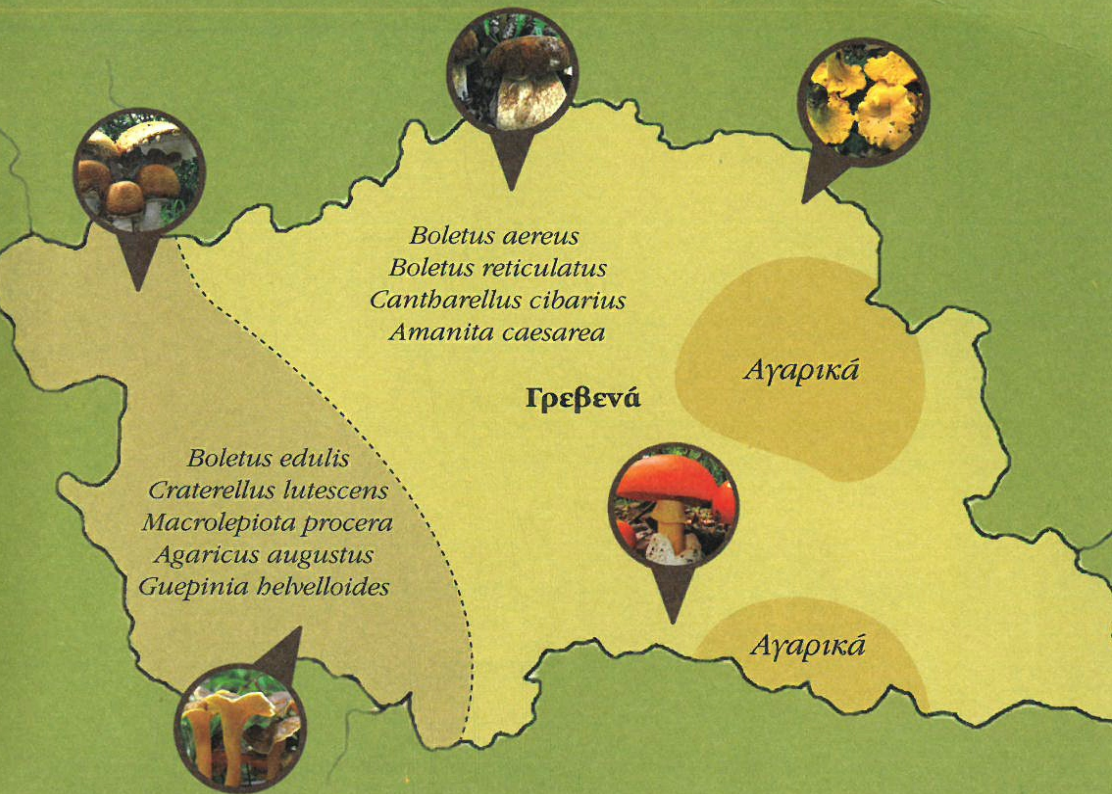 Boletus aereus
Boletus reticulatus
Cantharellus cibarius
Amanita caesarea
Αγαρικά
Γρεβενά
Boletus edulis
Craterellus lutescens
Macrolepiota procera
Agaricus augustus
Guepinia helvelloides
Αγαρικά